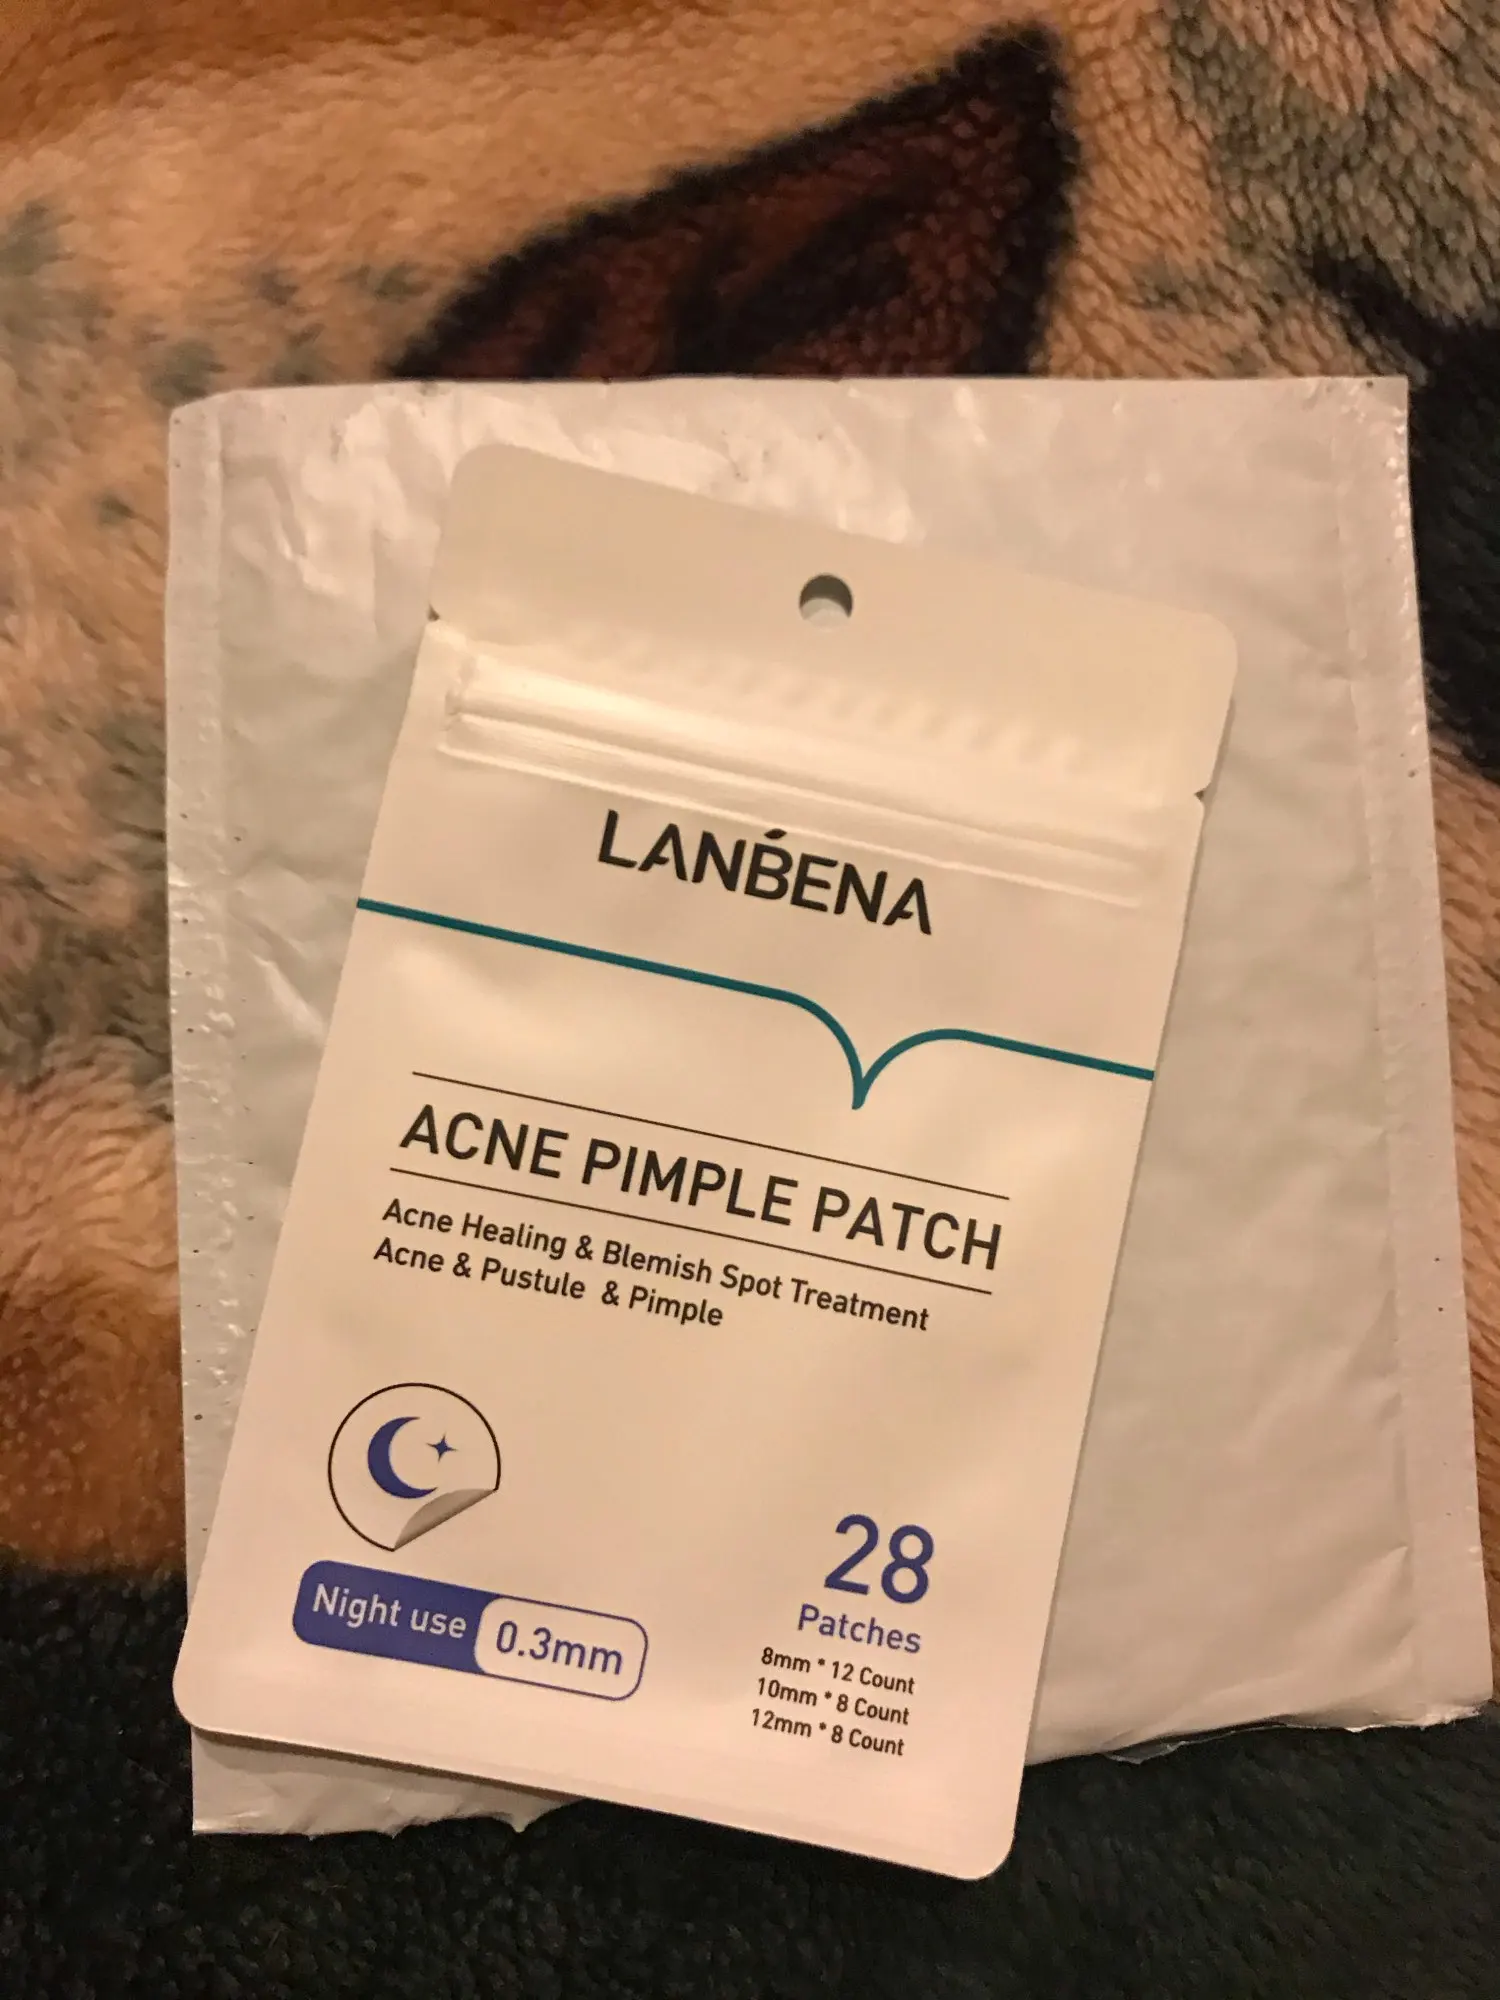 LANBENA
ACNE PIMPLE PATCH
Acne Healing & Blemish Spot Treatment
Acne & Pustule & Pimple
Night use 0.3mm
28
Patches
8mm * 12 Count
10mm * 8 Count
12mm * 8 Count